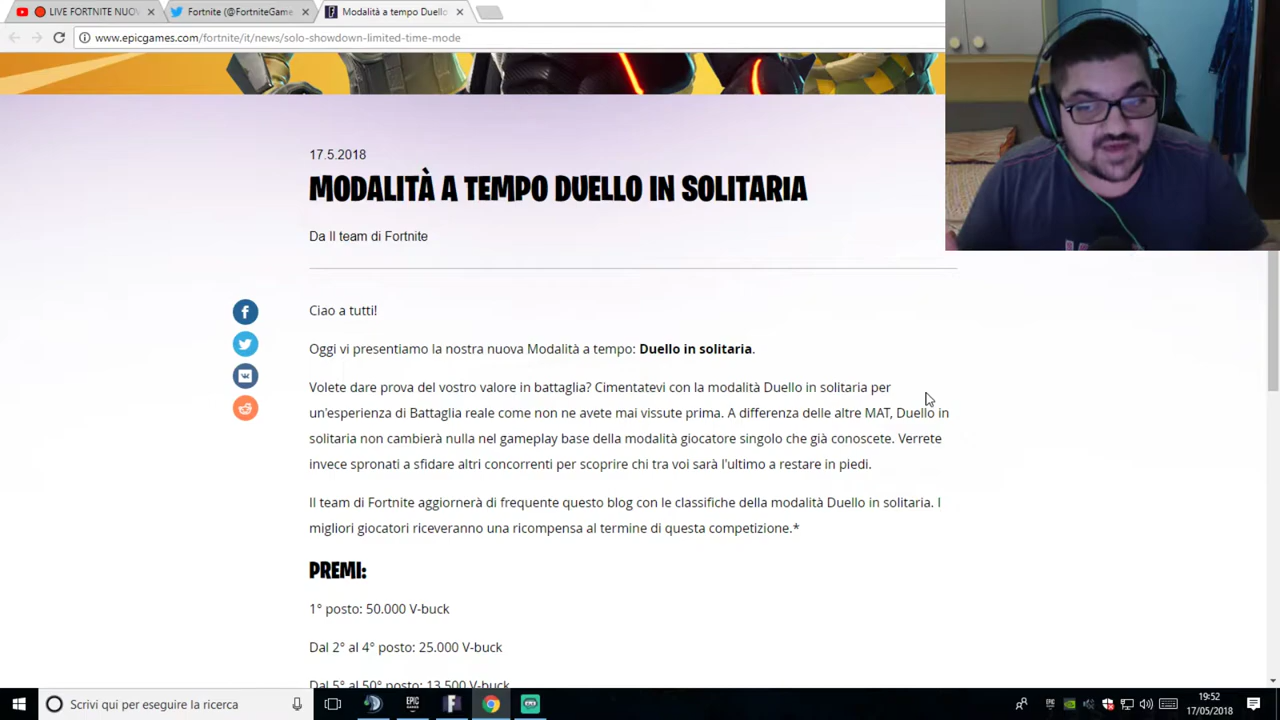 LIVE FORTNITE NUOV
Fortnite (@FortniteGame
Modalità a tempo Duello
www.epicgames.com/fortnite/it/news/solo-showdown-limited-time-mode
17.5.2018
MODALITÀ A TEMPO DUELLO IN SOLITARIA
Da Il team di Fortnite
Ciao a tutti!
Oggi vi presentiamo la nostra nuova Modalità a tempo: Duello in solitaria.
Volete dare prova del vostro valore in battaglia? Cimentatevi con la modalità Duello in solitaria per
un'esperienza di Battaglia reale come non ne avete mai vissute prima. A differenza delle altre MAT, Duello in
solitaria non cambierà nulla nel gameplay base della modalità giocatore singolo che già conoscete. Verrete
invece spronati a sfidare altri concorrenti per scoprire chi tra voi sarà l'ultimo a restare in piedi.
Il team di Fortnite aggiornerà di frequente questo blog con le classifiche della modalità Duello in solitaria. I
migliori giocatori riceveranno una ricompensa al termine di questa competizione.*
PREMI:
1° posto: 50.000 V-buck
Dal 2° al 4° posto: 25.000 V-buck
Dal 5° al 50° posto: 13.500 V-buck
Scrivi qui per eseguire la ricerca
EPIC
EPIC
19:52
17/05/2018